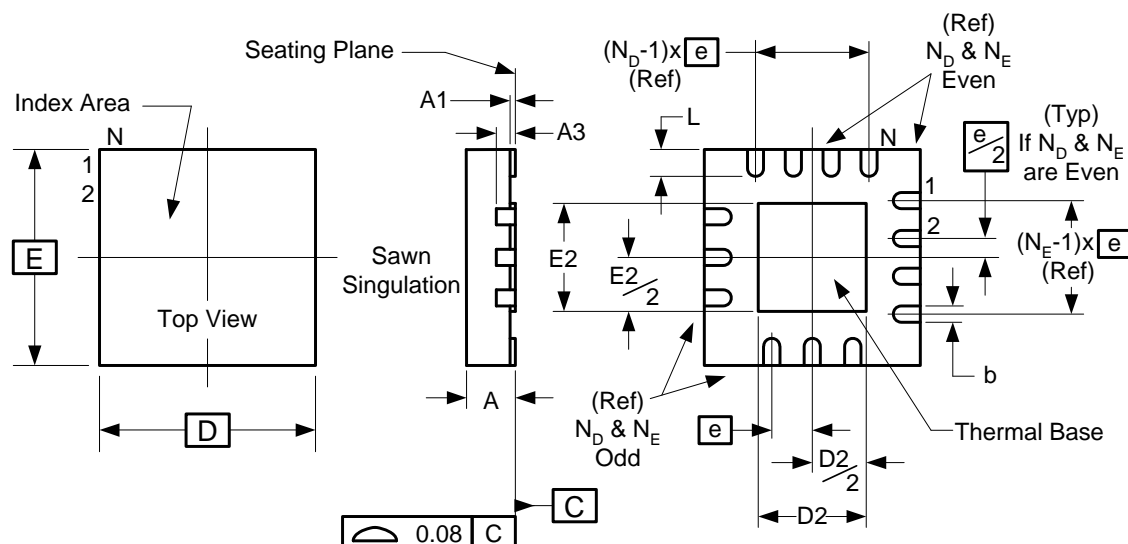 Seating Plane
Index Area
N
1
2
E
Top View
D
A1
A3
Sawn
Singulation
A
C
0.08 C
(N_D-1)x e
(Ref)
(Ref)
N_D & N_E
Even
L
N
e/2
(Typ)
If N_D & N_E
are Even
1
2
(N_E-1)x e
(Ref)
E2
E2/2
b
(Ref)
N_D & N_E
Odd
e
Thermal Base
D2/2
D2